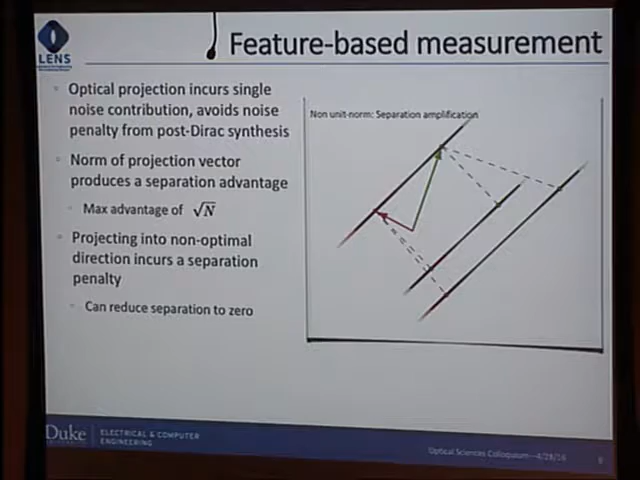 LENS
Feature-based measurement
Optical projection incurs single
noise contribution, avoids noise
penalty from post-Dirac synthesis
Norm of projection vector
produces a separation advantage
Max advantage of √N
Projecting into non-optimal
direction incurs a separation
penalty
Can reduce separation to zero
Non unit-norm: Separation amplification
Duke
ELECTRICAL & COMPUTER
ENGINEERING
Optical Sciences Colloquium—4/28/16